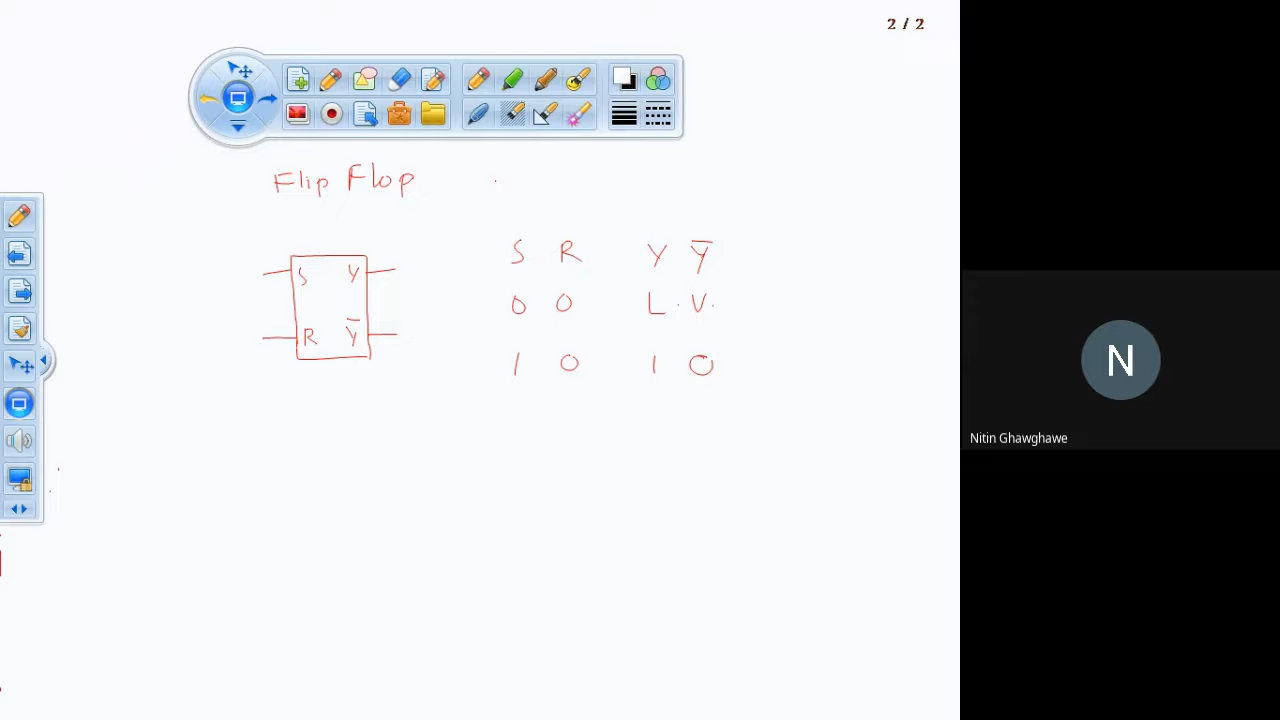 2 / 2
Flip Flop
S R Y Y̅
S Y
0 0 L.V.
R Y̅
1 0 1 0
N
Nitin Ghawghawe